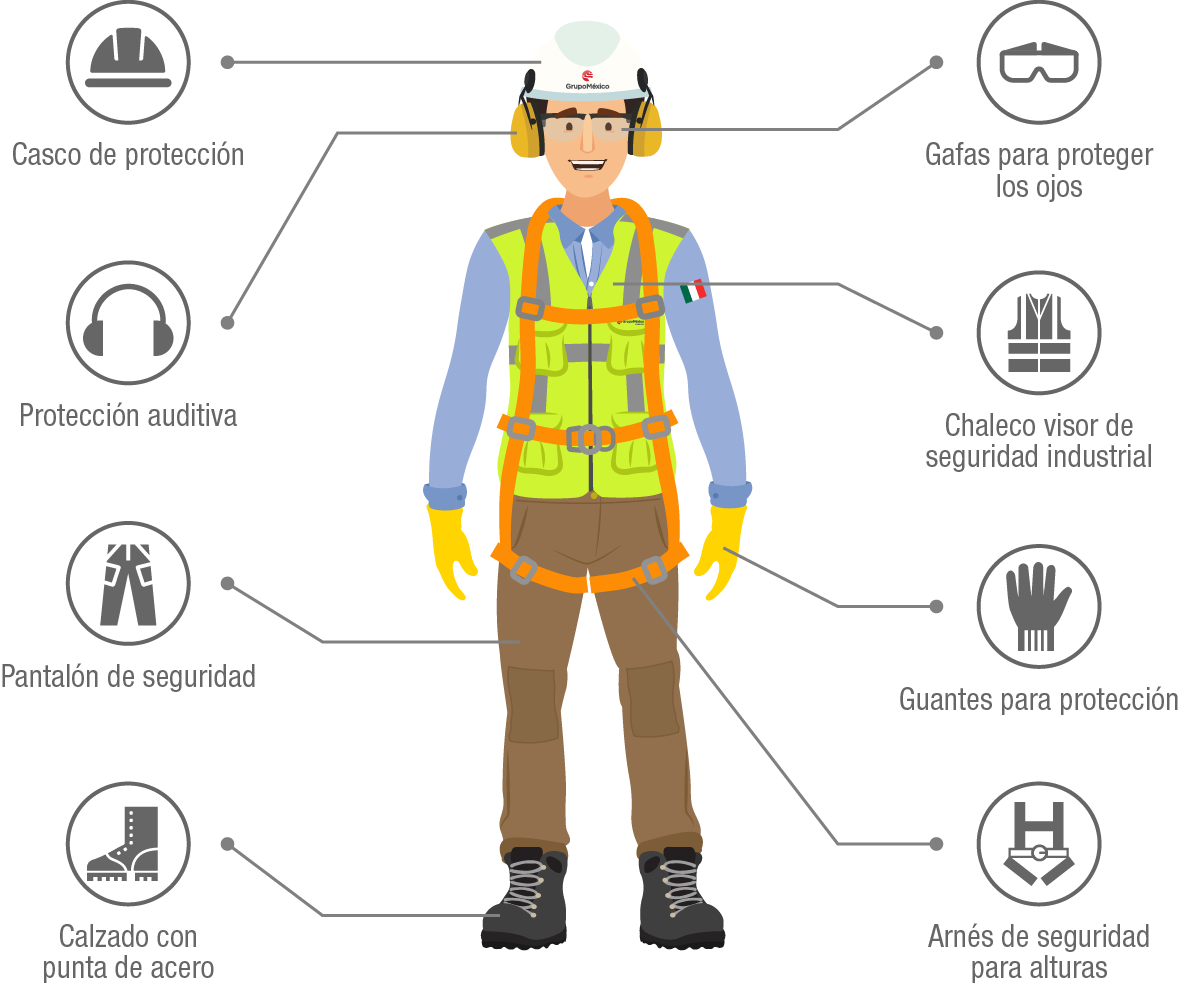 GrupoMéxico
Casco de protección
Gafas para proteger
los ojos
Protección auditiva
GrupoMéxico
Chaleco visor de
seguridad industrial
Pantalón de seguridad
Guantes para protección
Calzado con
punta de acero
Arnés de seguridad
para alturas